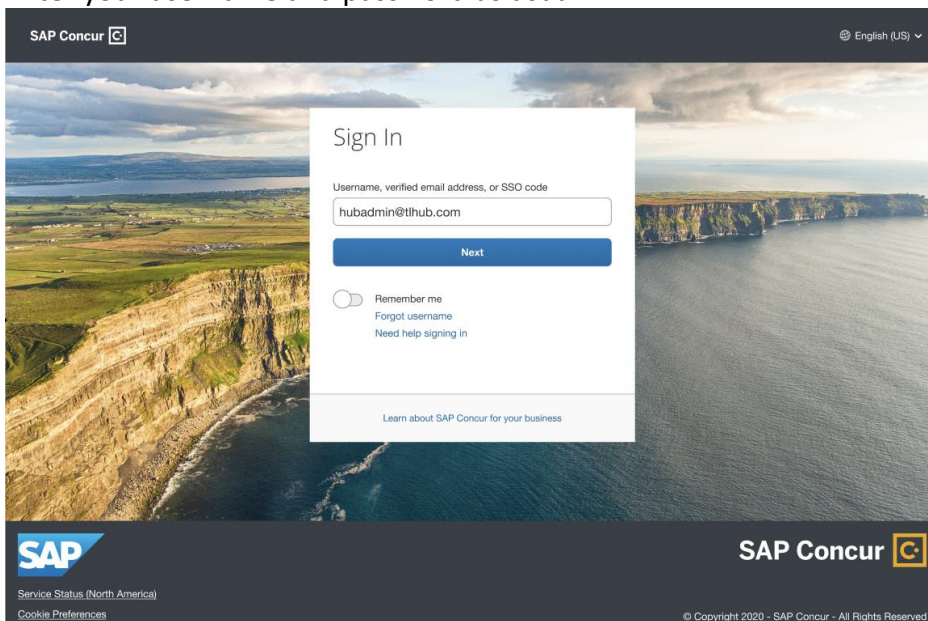 SAP Concur C
English (US)
Sign In
Username, verified email address, or SSO code
hubadmin@tlhub.com
Next
Remember me
Forgot username
Need help signing in
Learn about SAP Concur for your business
SAP
SAP Concur C
Service Status (North America)
Cookie Preferences
© Copyright 2020 - SAP Concur - All Rights Reserved